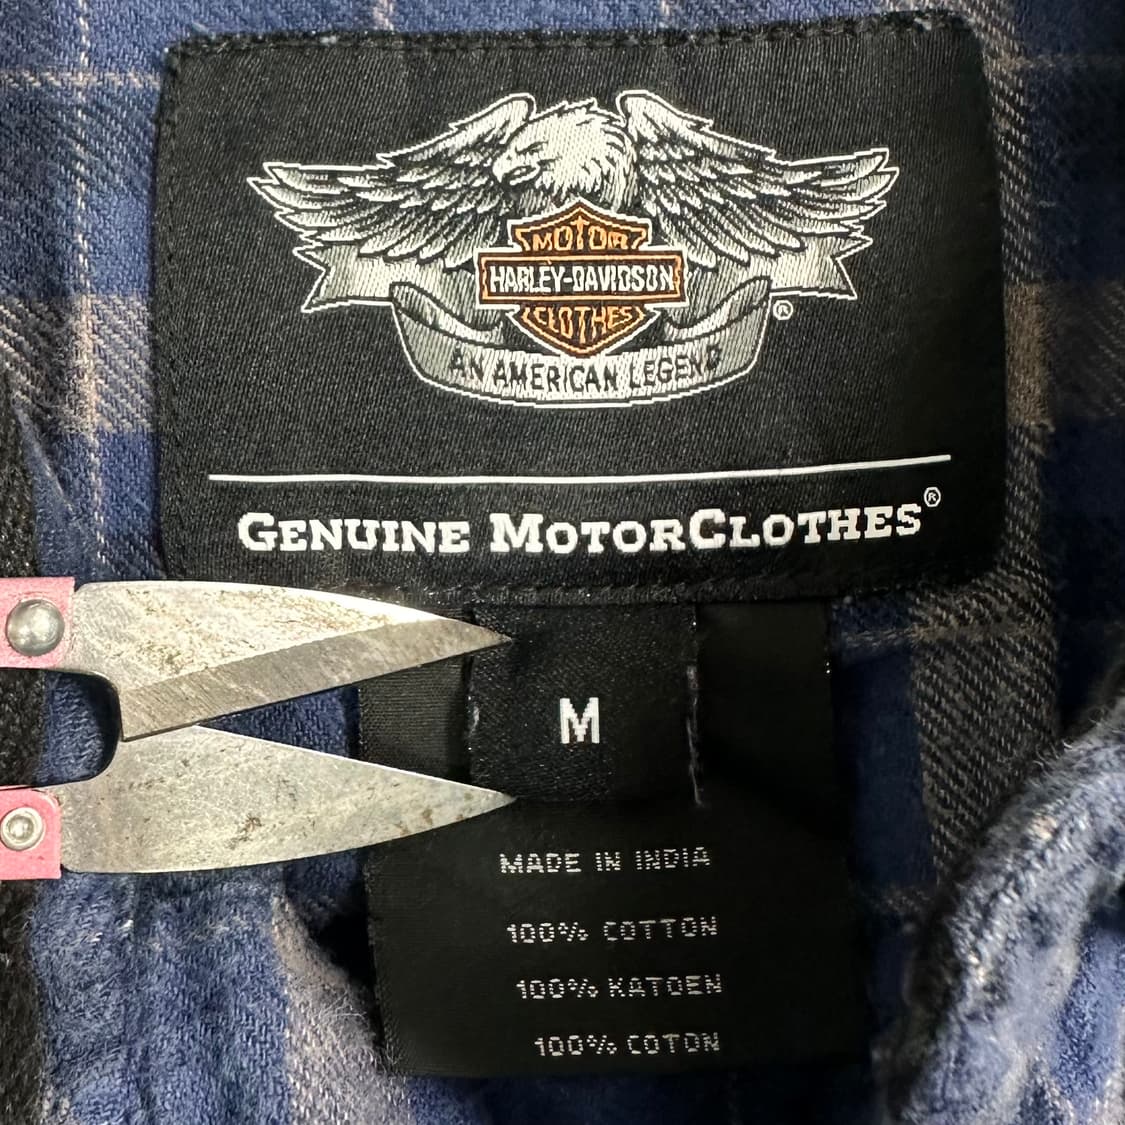 MOTOR
HARLEY-DAVIDSON
CLOTHES
®
AN AMERICAN LEGEND
GENUINE MOTORCLOTHES®
M
MADE IN INDIA
100% COTTON
100% KATOEN
100% COTON